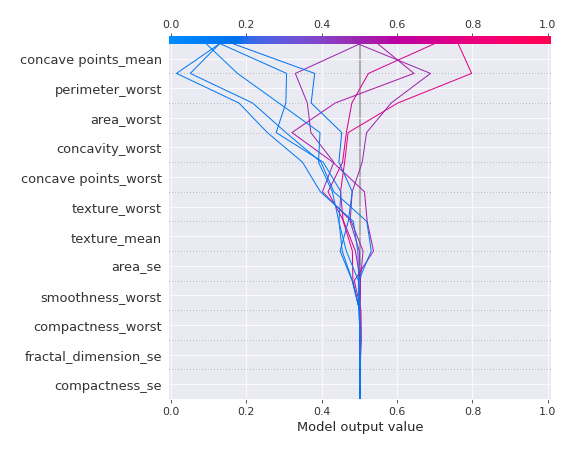 0.0 0.2 0.4 0.6 0.8 1.0
concave points_mean
perimeter_worst
area_worst
concavity_worst
concave points_worst
texture_worst
texture_mean
area_se
smoothness_worst
compactness_worst
fractal_dimension_se
compactness_se
0.0 0.2 0.4 0.6 0.8 1.0
Model output value